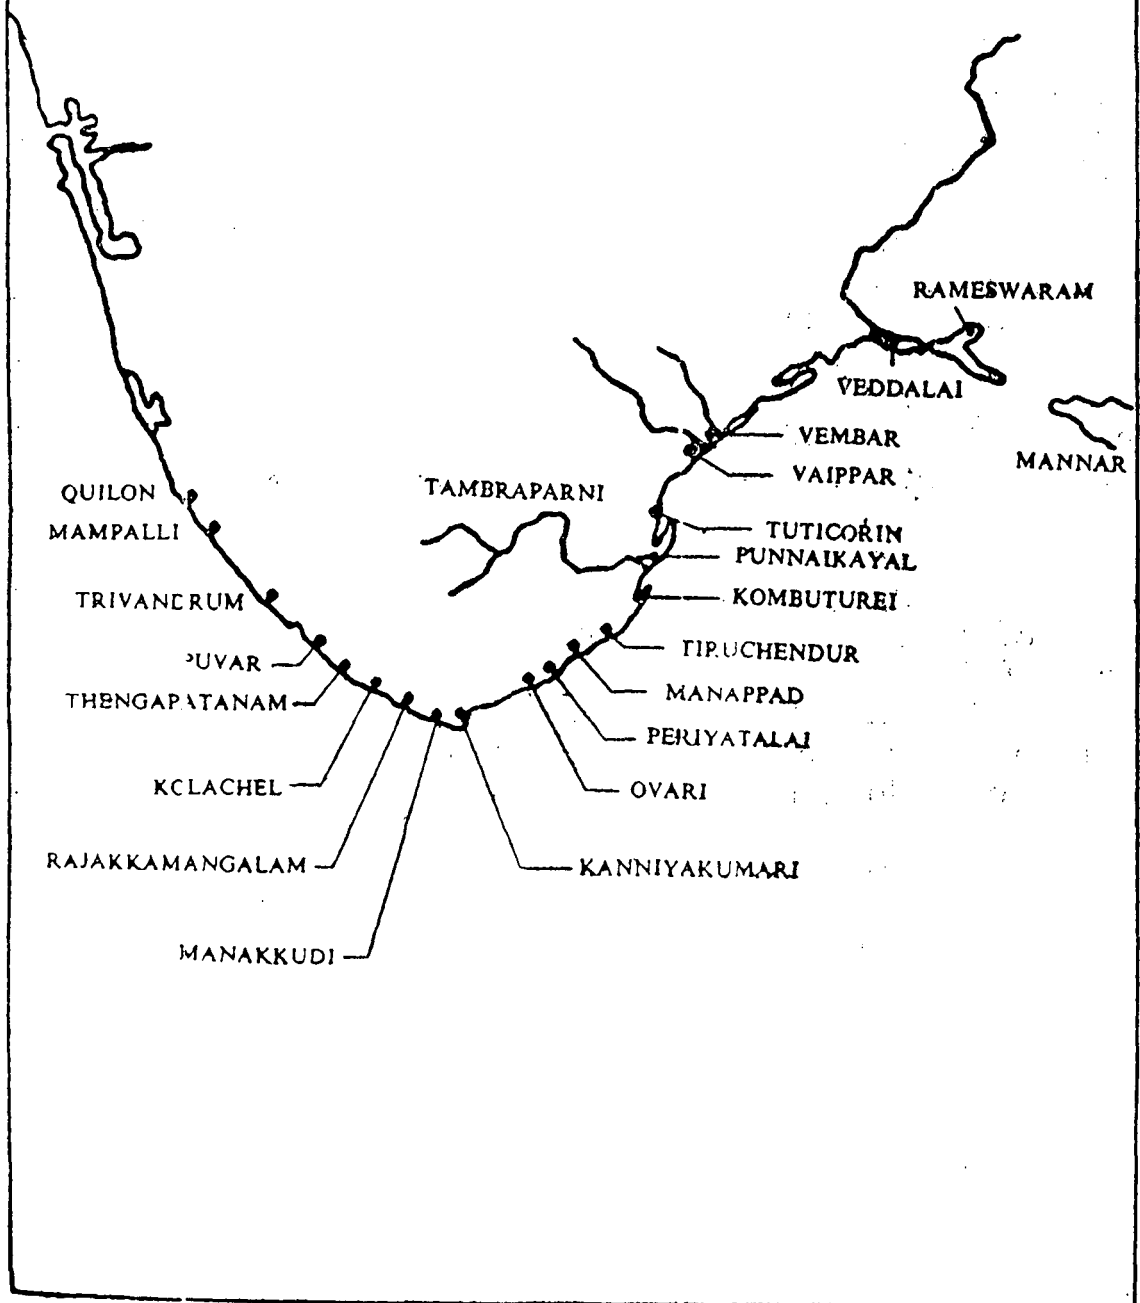 RAMESWARAM
VEDDALAI
VEMBAR
MANNAR
VAIPPAR
QUILON
TAMBRAPARNI
MAMPALLI
TUTICORIN
PUNNAIKAYAL
TRIVANDRUM
KOMBUTUREI
TIRUCHENDUR
PUVAR
THENGAPATANAM
MANAPPAD
PERIYATALAI
KOLACHEL
OVARI
RAJAKKAMANGALAM
KANNIYAKUMARI
MANAKKUDI